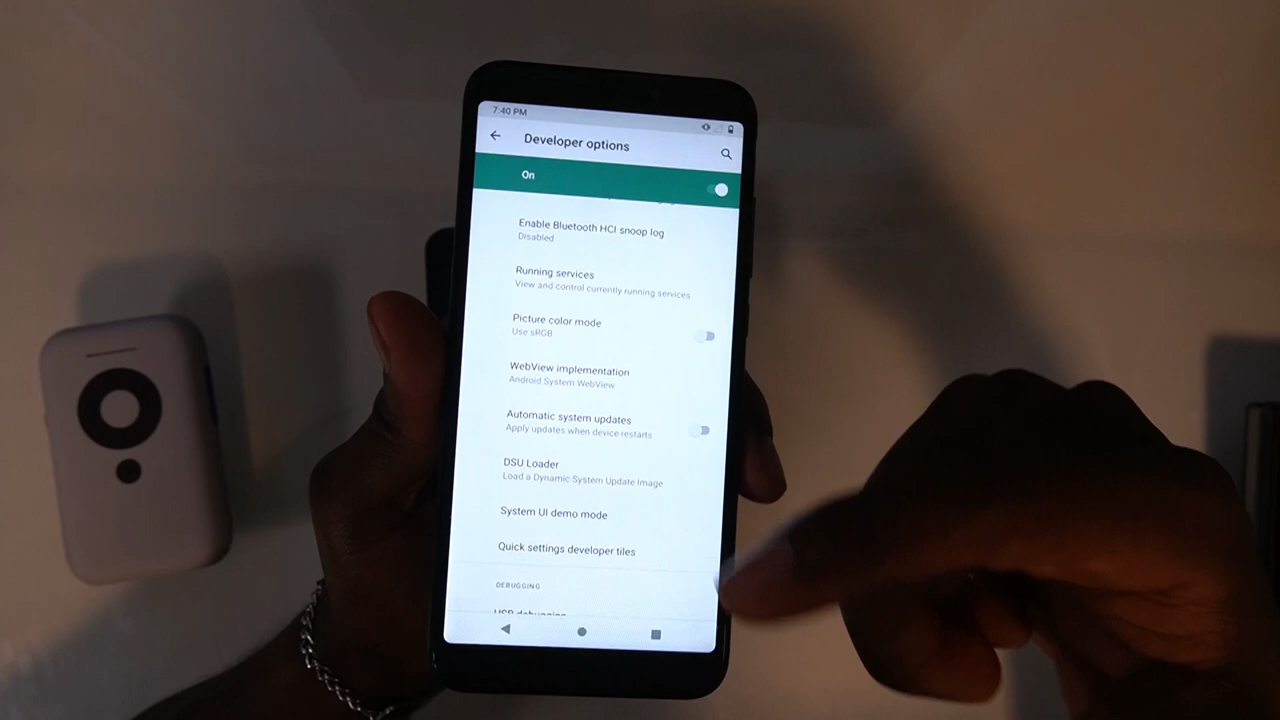 7:40 PM
Developer options
On
Enable Bluetooth HCI snoop log
Disabled
Running services
View and control currently running services
Picture color mode
Use sRGB
WebView implementation
Android System WebView
Automatic system updates
Apply updates when device restarts
DSU Loader
Load a Dynamic System Update Image
System UI demo mode
Quick settings developer tiles
DEBUGGING
USB debugging